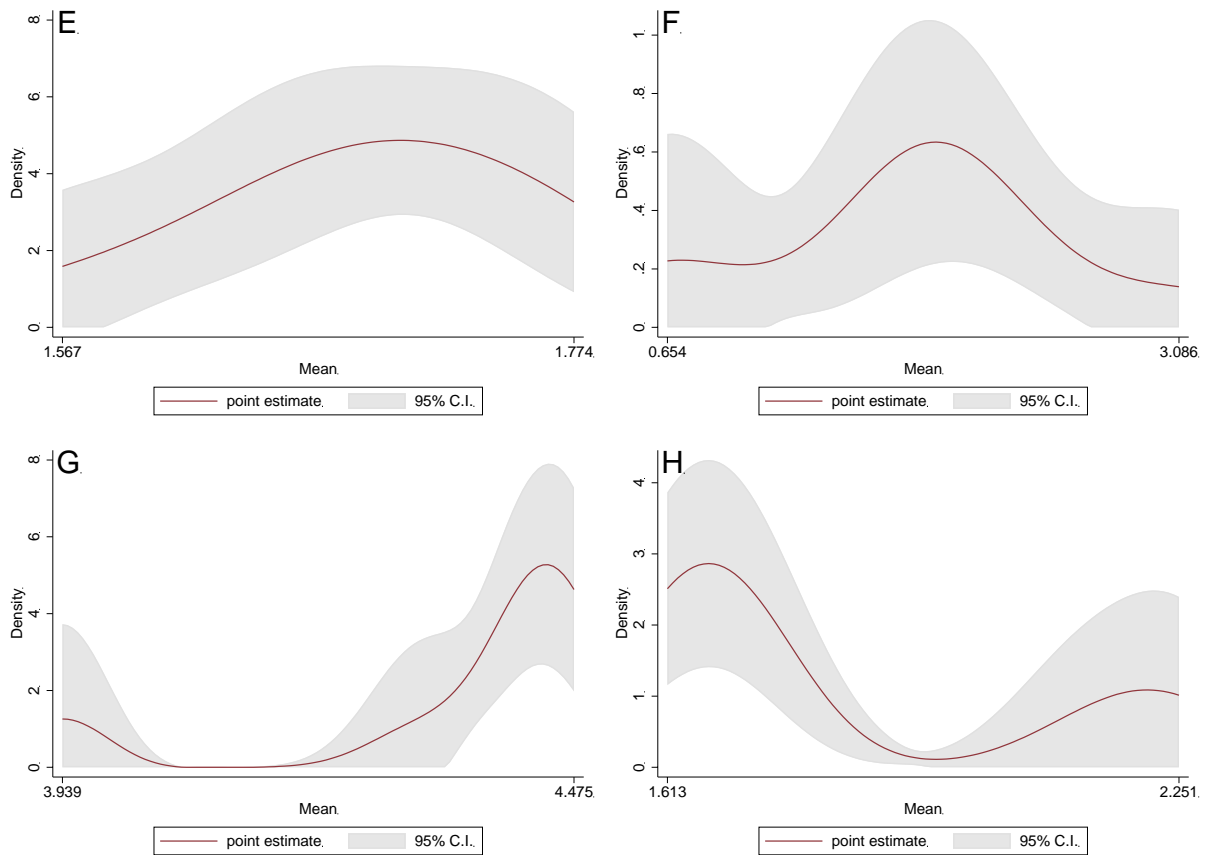 E.
8.
6.
4.
2.
0.
Density.
1.567
1.774.
Mean.
point estimate.
95% C.I..
F.
1.
.8.
.6.
.4.
.2.
0.
Density.
0.654
3.086.
Mean.
point estimate.
95% C.I..
G.
8.
6.
4.
2.
0.
Density.
3.939
4.475.
Mean.
point estimate.
95% C.I..
H.
4.
3.
2.
1.
0.
Density.
1.613
2.251.
Mean.
point estimate.
95% C.I..